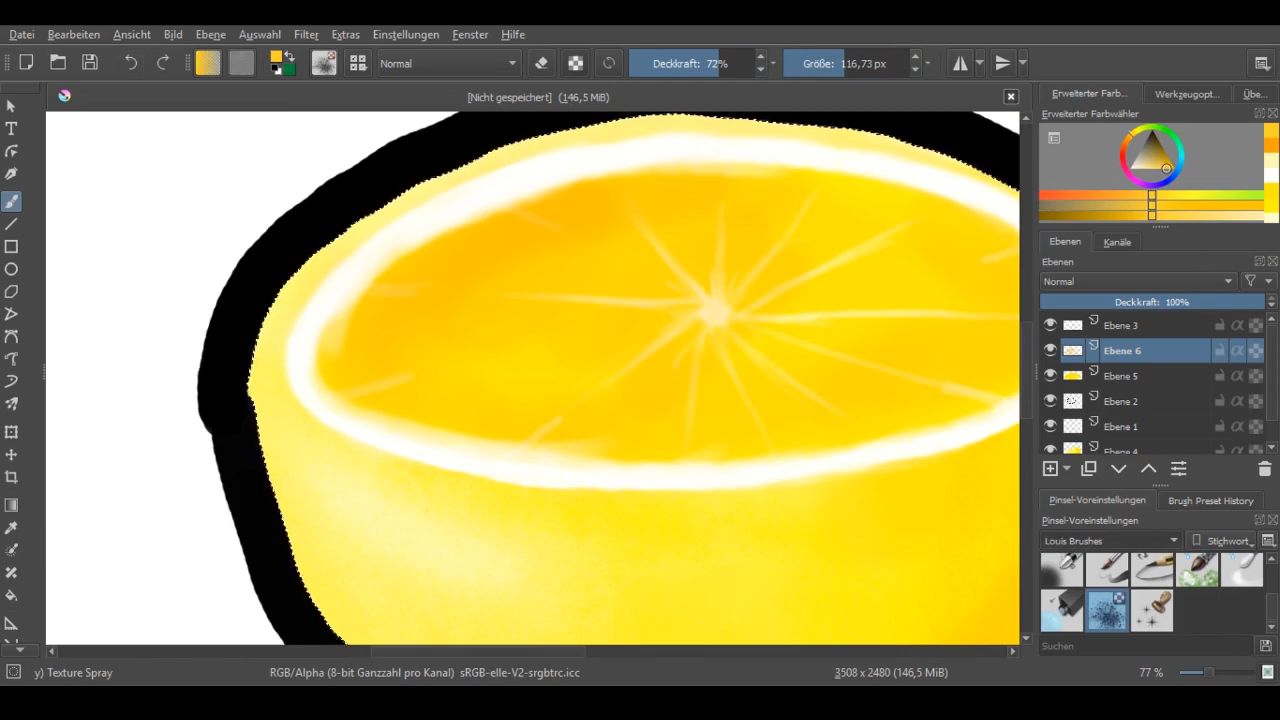 Datei Bearbeiten Ansicht Bild Ebene Auswahl Filter Extras Einstellungen Fenster Hilfe
Normal Deckkraft: 72% Größe: 116,73 px
[Nicht gespeichert] (146,5 MiB)
Erweiterter Farb... Werkzeugopt... Übe...
Erweiterter Farbwähler
Ebenen Kanäle
Ebenen
Normal
Deckkraft: 100%
Ebene 3
Ebene 6
Ebene 5
Ebene 2
Ebene 1
Ebene 4
Pinsel-Voreinstellungen Brush Preset History
Pinsel-Voreinstellungen
Louis Brushes Stichwort
Suchen
y) Texture Spray RGB/Alpha (8-bit Ganzzahl pro Kanal) sRGB-elle-V2-srgbtrc.icc 3508 x 2480 (146,5 MiB) 77 %